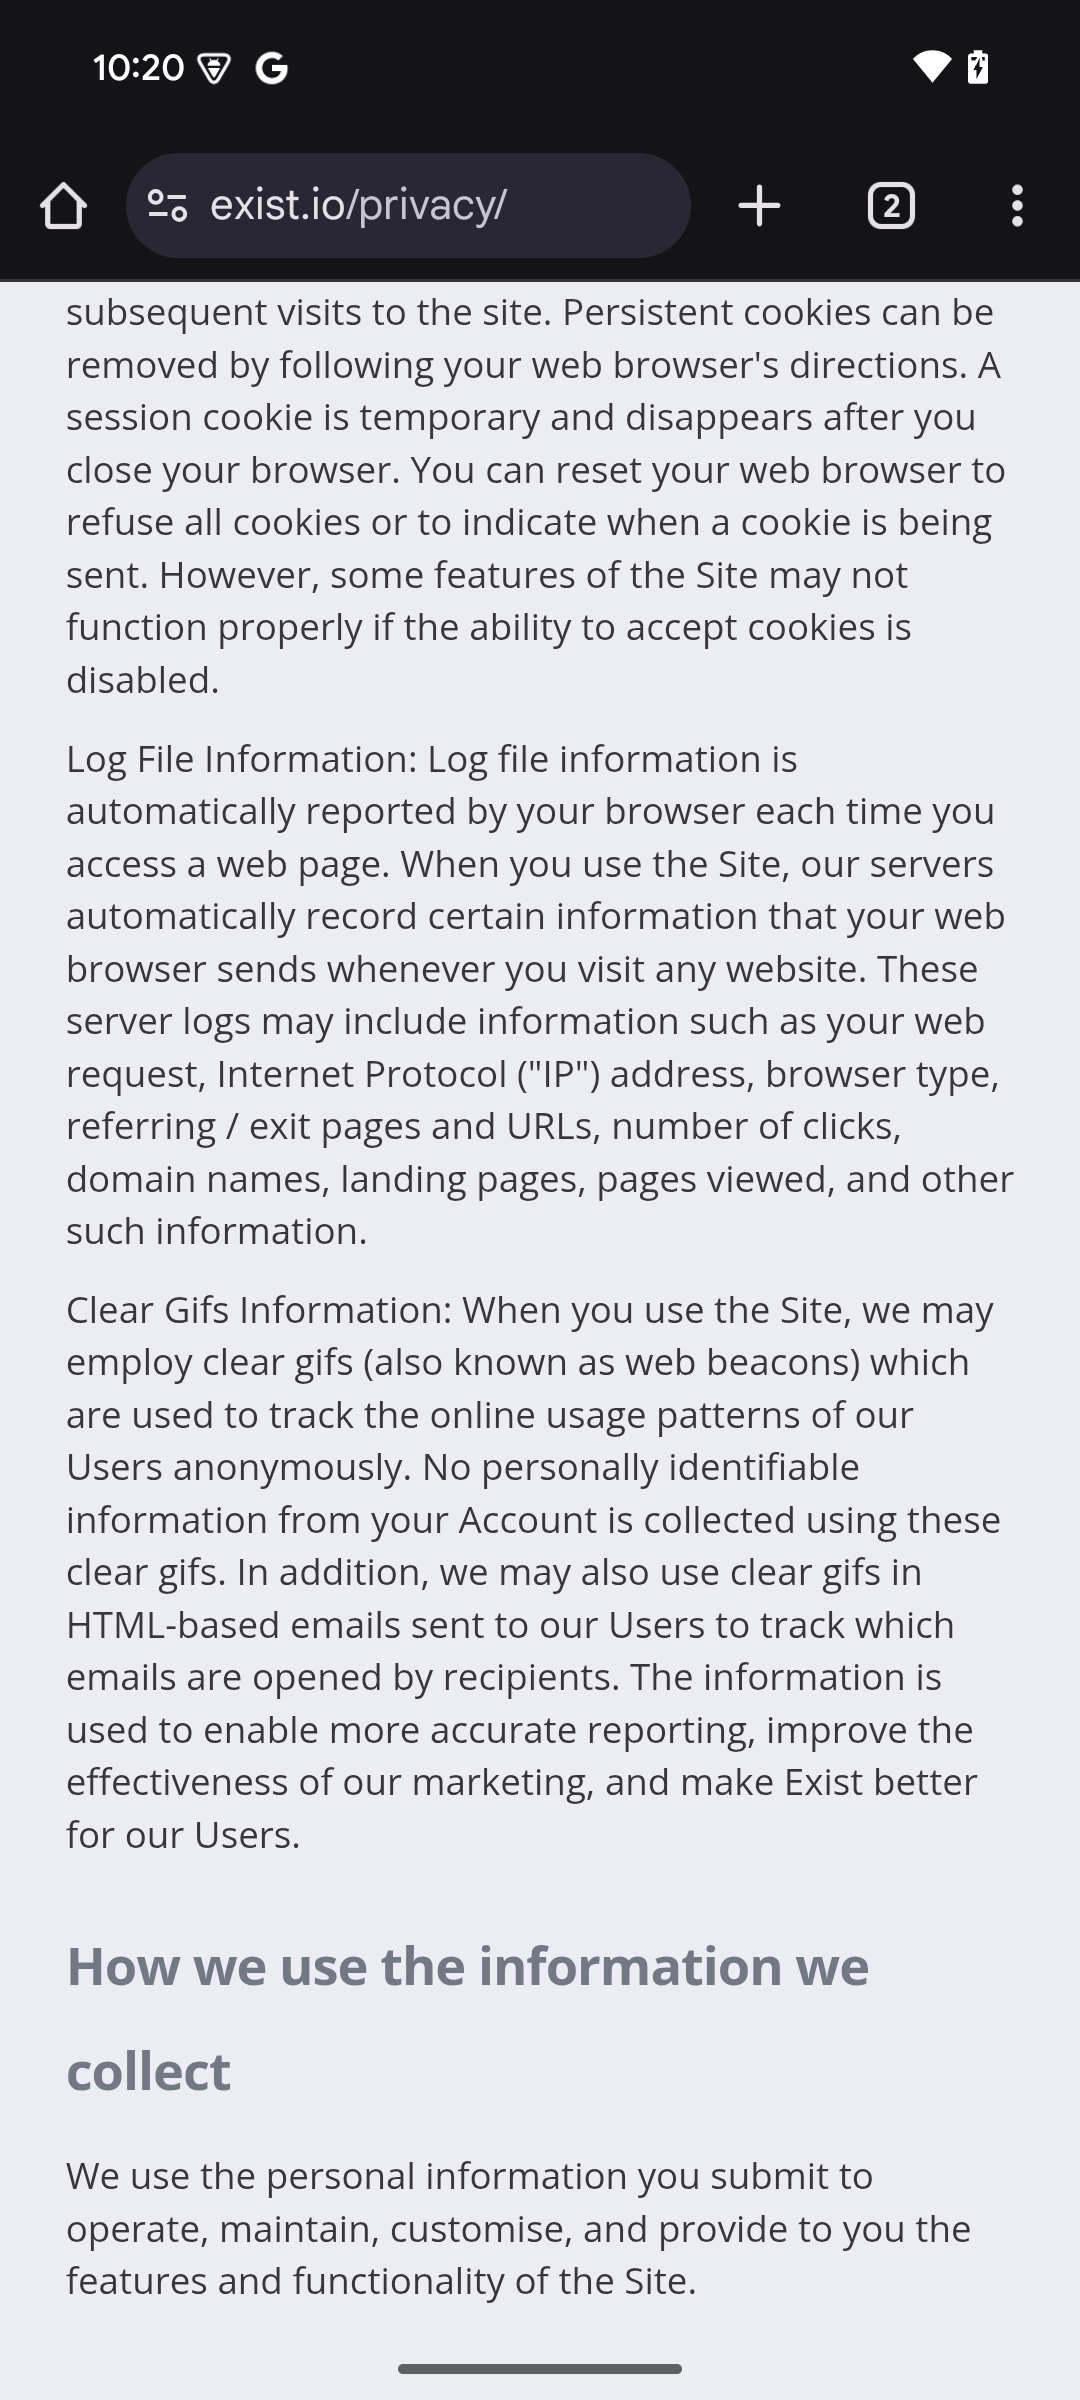 10:20
exist.io/privacy/
2
subsequent visits to the site. Persistent cookies can be
removed by following your web browser's directions. A
session cookie is temporary and disappears after you
close your browser. You can reset your web browser to
refuse all cookies or to indicate when a cookie is being
sent. However, some features of the Site may not
function properly if the ability to accept cookies is
disabled.
Log File Information: Log file information is
automatically reported by your browser each time you
access a web page. When you use the Site, our servers
automatically record certain information that your web
browser sends whenever you visit any website. These
server logs may include information such as your web
request, Internet Protocol ("IP") address, browser type,
referring / exit pages and URLs, number of clicks,
domain names, landing pages, pages viewed, and other
such information.
Clear Gifs Information: When you use the Site, we may
employ clear gifs (also known as web beacons) which
are used to track the online usage patterns of our
Users anonymously. No personally identifiable
information from your Account is collected using these
clear gifs. In addition, we may also use clear gifs in
HTML-based emails sent to our Users to track which
emails are opened by recipients. The information is
used to enable more accurate reporting, improve the
effectiveness of our marketing, and make Exist better
for our Users.
How we use the information we
collect
We use the personal information you submit to
operate, maintain, customise, and provide to you the
features and functionality of the Site.